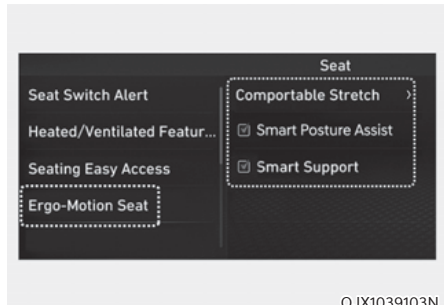 Seat
Seat Switch Alert
Heated/Ventilated Featur...
Seating Easy Access
Ergo-Motion Seat
Comportable Stretch
Smart Posture Assist
Smart Support
OJX1039103N